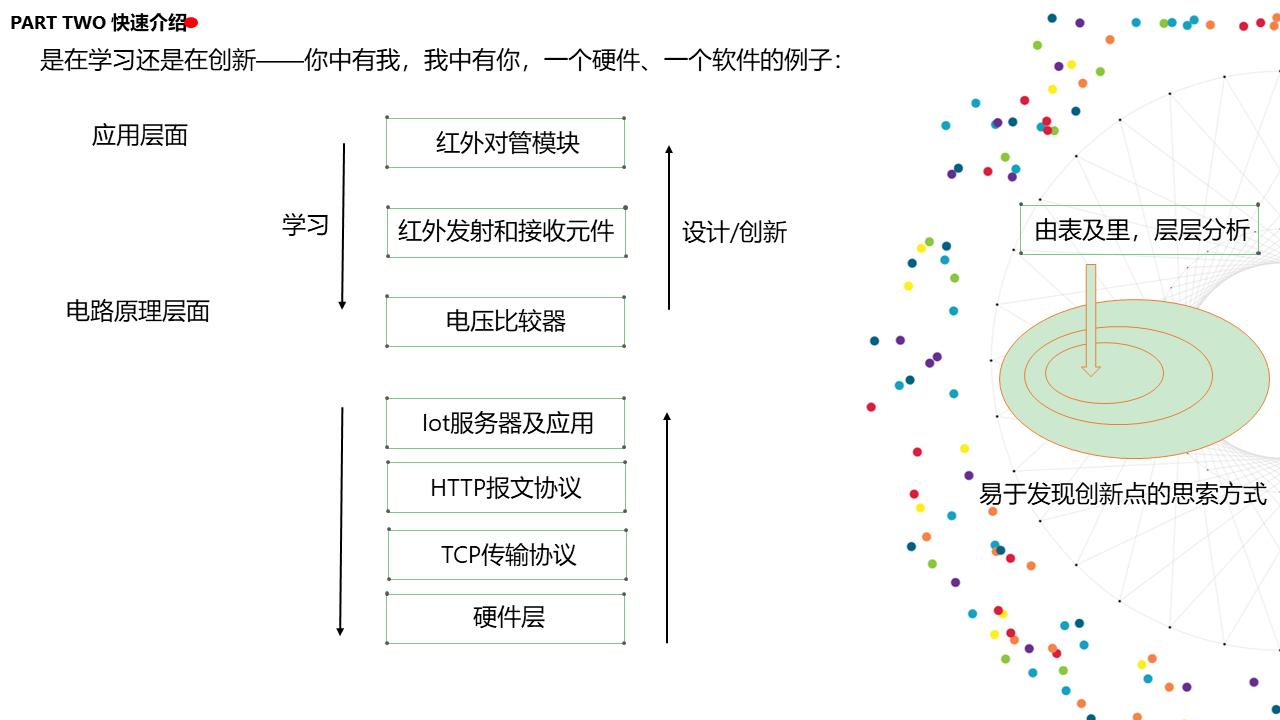 PART TWO 快速介绍
是在学习还是在创新——你中有我，我中有你，一个硬件、一个软件的例子：
应用层面
红外对管模块
学习
红外发射和接收元件
设计/创新
由表及里，层层分析
电路原理层面
电压比较器
Iot服务器及应用
HTTP报文协议
易于发现创新点的思索方式
TCP传输协议
硬件层